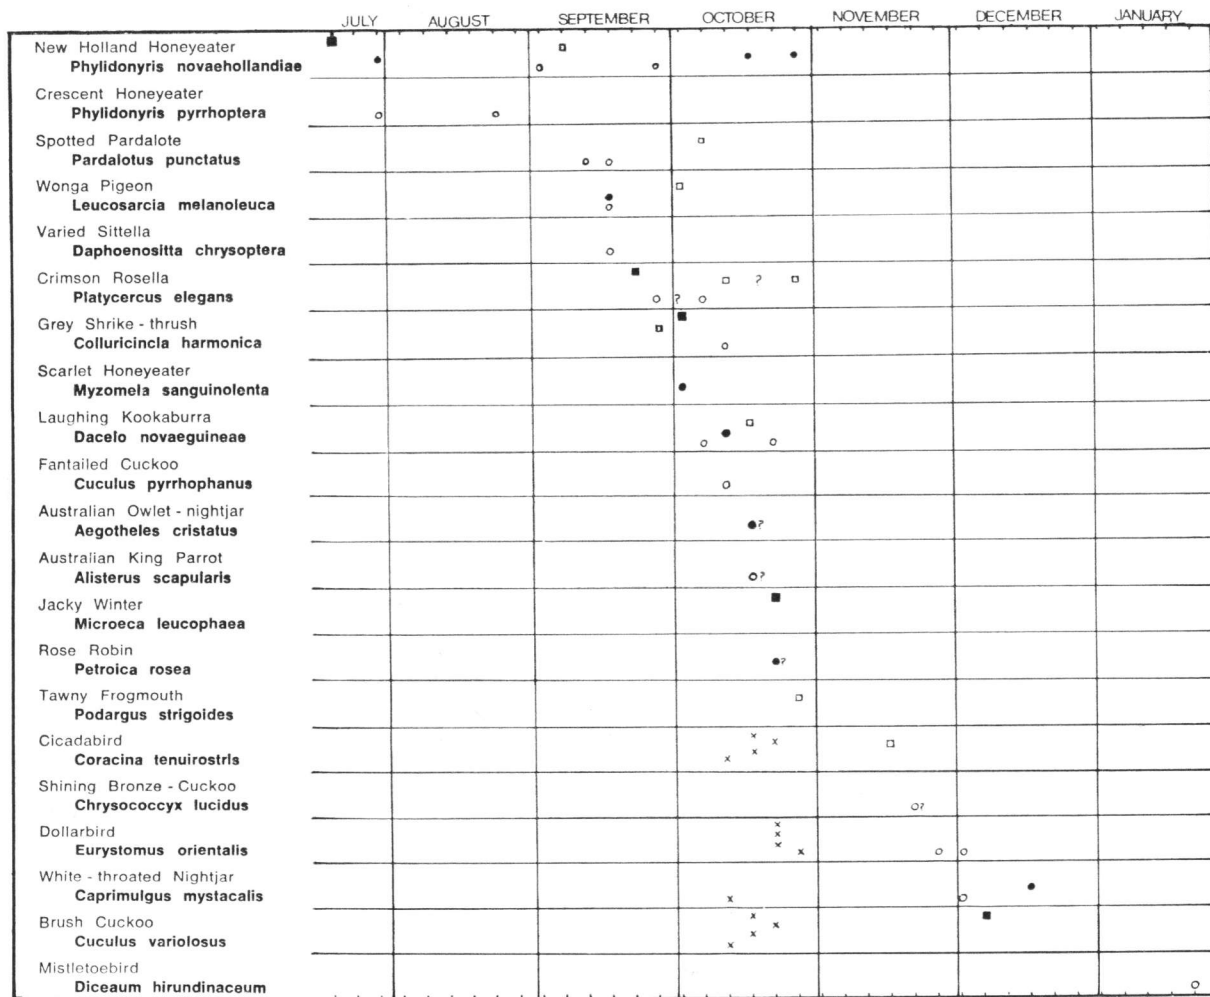 JULY AUGUST SEPTEMBER OCTOBER NOVEMBER DECEMBER JANUARY
New Holland Honeyeater
Phylidonyris novaehollandiae
Crescent Honeyeater
Phylidonyris pyrrhoptera
Spotted Pardalote
Pardalotus punctatus
Wonga Pigeon
Leucosarcia melanoleuca
Varied Sittella
Daphoenositta chrysoptera
Crimson Rosella
?
Platycercus elegans
?
Grey Shrike - thrush
Colluricincla harmonica
Scarlet Honeyeater
Myzomela sanguinolenta
Laughing Kookaburra
Dacelo novaeguineae
Fantailed Cuckoo
Cuculus pyrrhophanus
Australian Owlet - nightjar
?
Aegotheles cristatus
Australian King Parrot
Alisterus scapularis
?
Jacky Winter
Microeca leucophaea
Rose Robin
Petroica rosea
?
Tawny Frogmouth
Podargus strigoides
Cicadabird
Coracina tenuirostris
Shining Bronze - Cuckoo
Chrysococcyx lucidus
?
Dollarbird
Eurystomus orientalis
White - throated Nightjar
Caprimulgus mystacalis
Brush Cuckoo
Cuculus variolosus
Mistletoebird
Dicaeum hirundinaceum